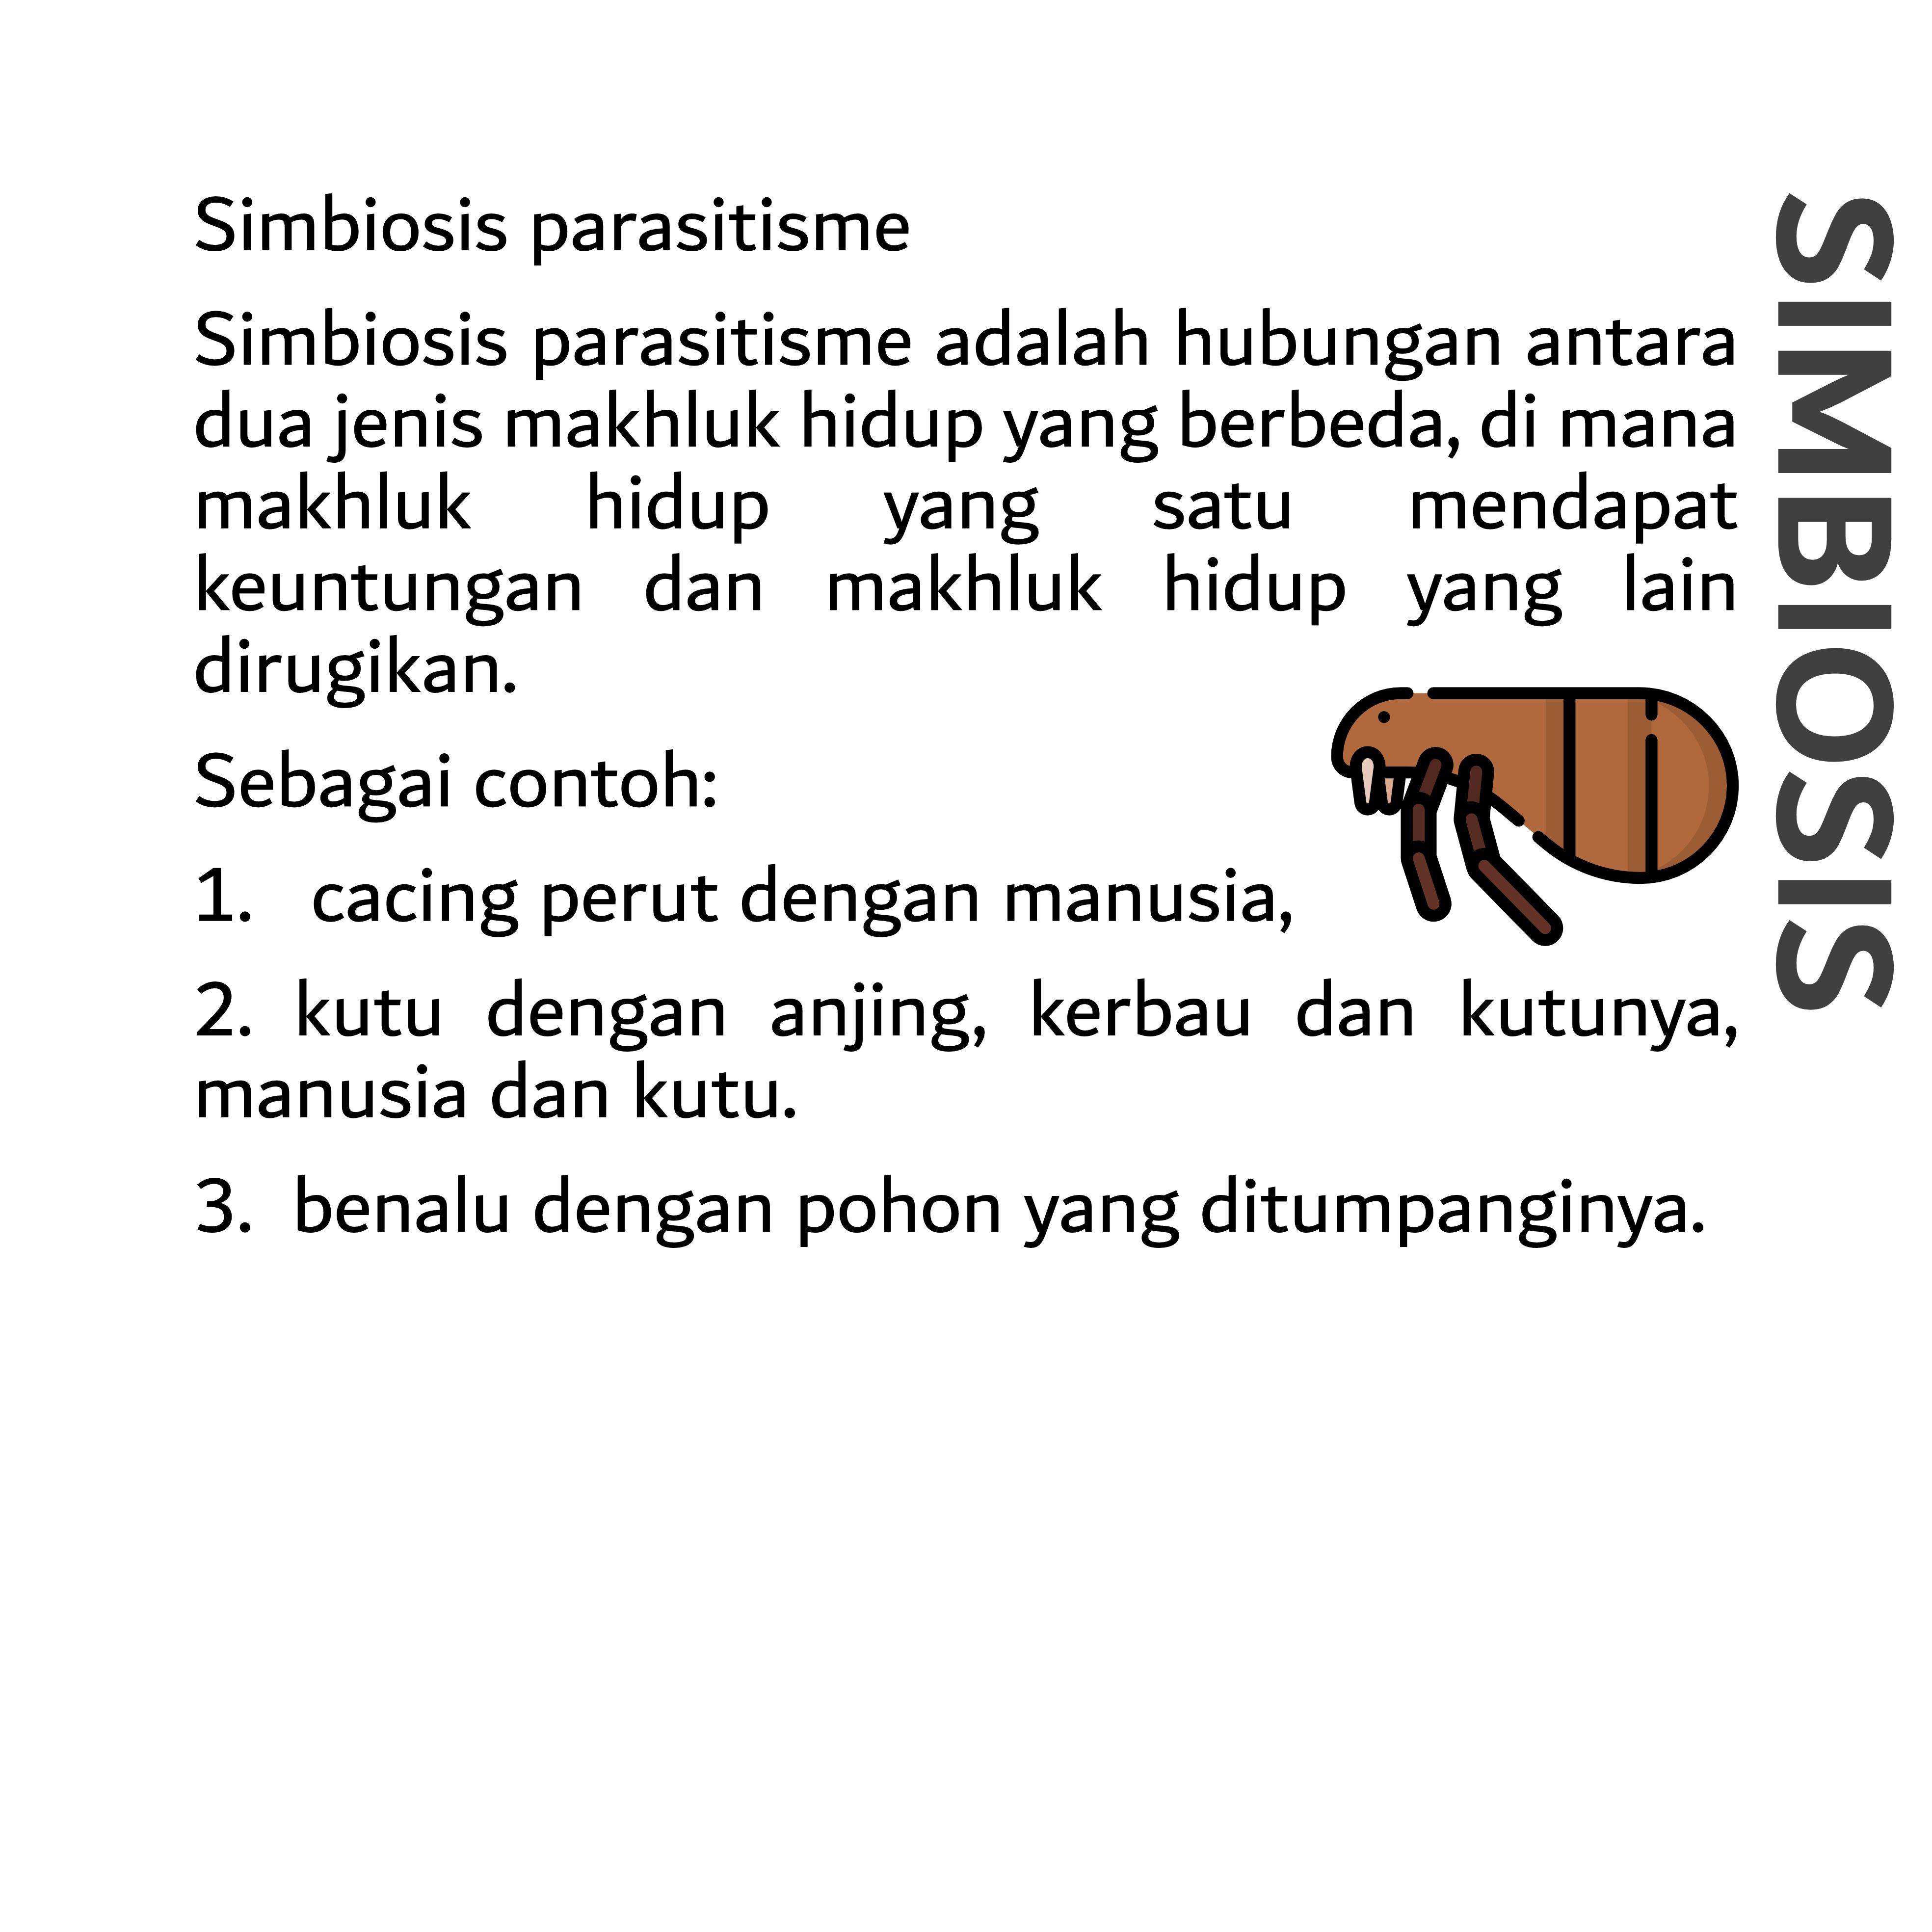 Simbiosis parasitisme
Simbiosis parasitisme adalah hubungan antara
dua jenis makhluk hidup yang berbeda, di mana
makhluk hidup yang satu mendapat
keuntungan dan makhluk hidup yang lain
dirugikan.
Sebagai contoh:
1. cacing perut dengan manusia,
2. kutu dengan anjing, kerbau dan kutunya,
manusia dan kutu.
3. benalu dengan pohon yang ditumpanginya.
SIMBIOSIS